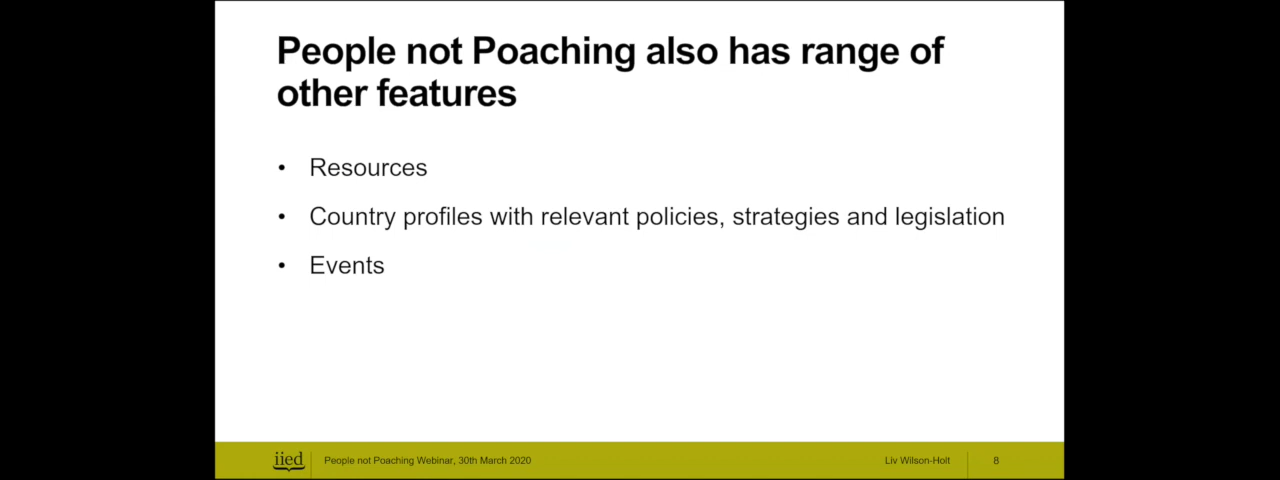 People not Poaching also has range of
other features
• Resources
• Country profiles with relevant policies, strategies and legislation
• Events
iied
People not Poaching Webinar, 30th March 2020
Liv Wilson-Holt
8